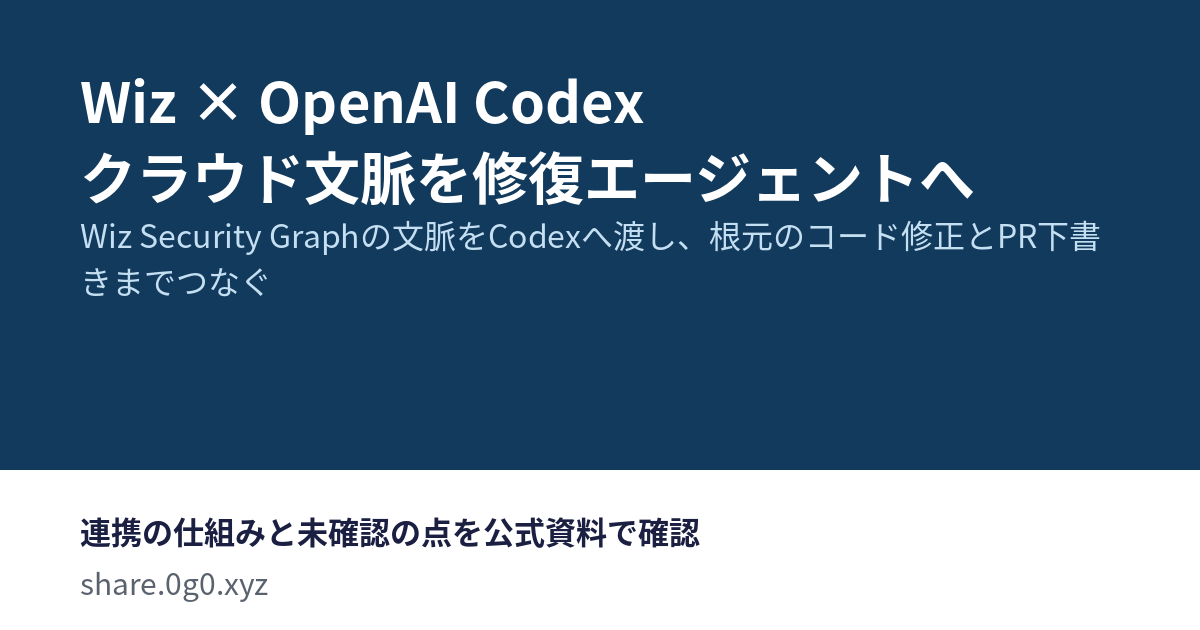 Wiz × OpenAI Codex
クラウド文脈を修復エージェントへ
Wiz Security Graphの文脈をCodexへ渡し、根元のコード修正とPR下書
きまでつなぐ
連携の仕組みと未確認の点を公式資料で確認
share.0g0.xyz